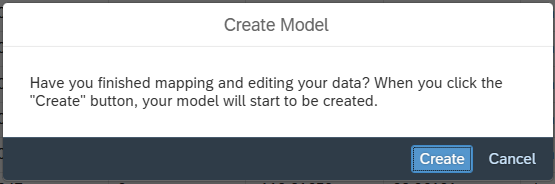 Create Model
Have you finished mapping and editing your data? When you click the
"Create" button, your model will start to be created.
Create Cancel